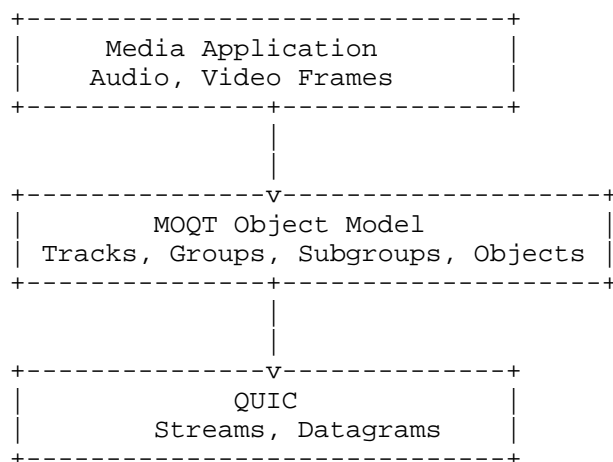 Media Application
Audio, Video Frames
MOQT Object Model
Tracks, Groups, Subgroups, Objects
QUIC
Streams, Datagrams